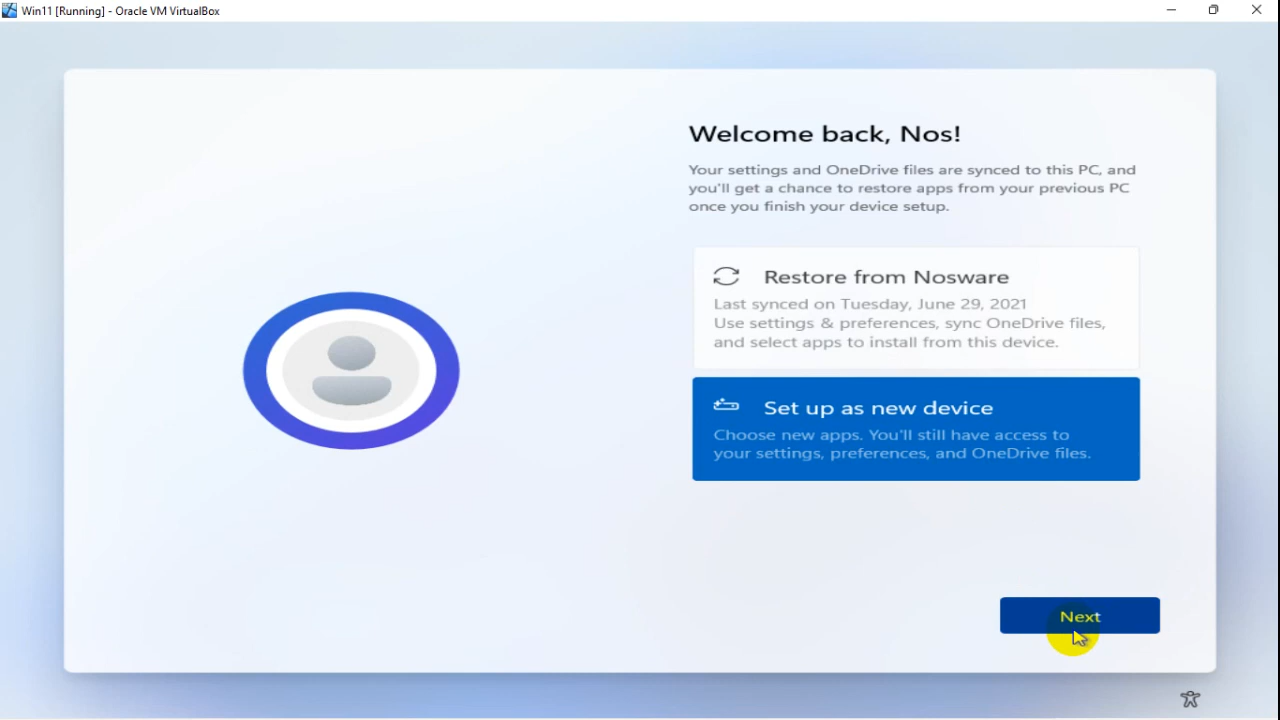 Win11 [Running] - Oracle VM VirtualBox
Welcome back, Nos!
Your settings and OneDrive files are synced to this PC, and
you'll get a chance to restore apps from your previous PC
once you finish your device setup.
Restore from Nosware
Last synced on Tuesday, June 29, 2021
Use settings & preferences, sync OneDrive files,
and select apps to install from this device.
Set up as new device
Choose new apps. You'll still have access to
your settings, preferences, and OneDrive files.
Next